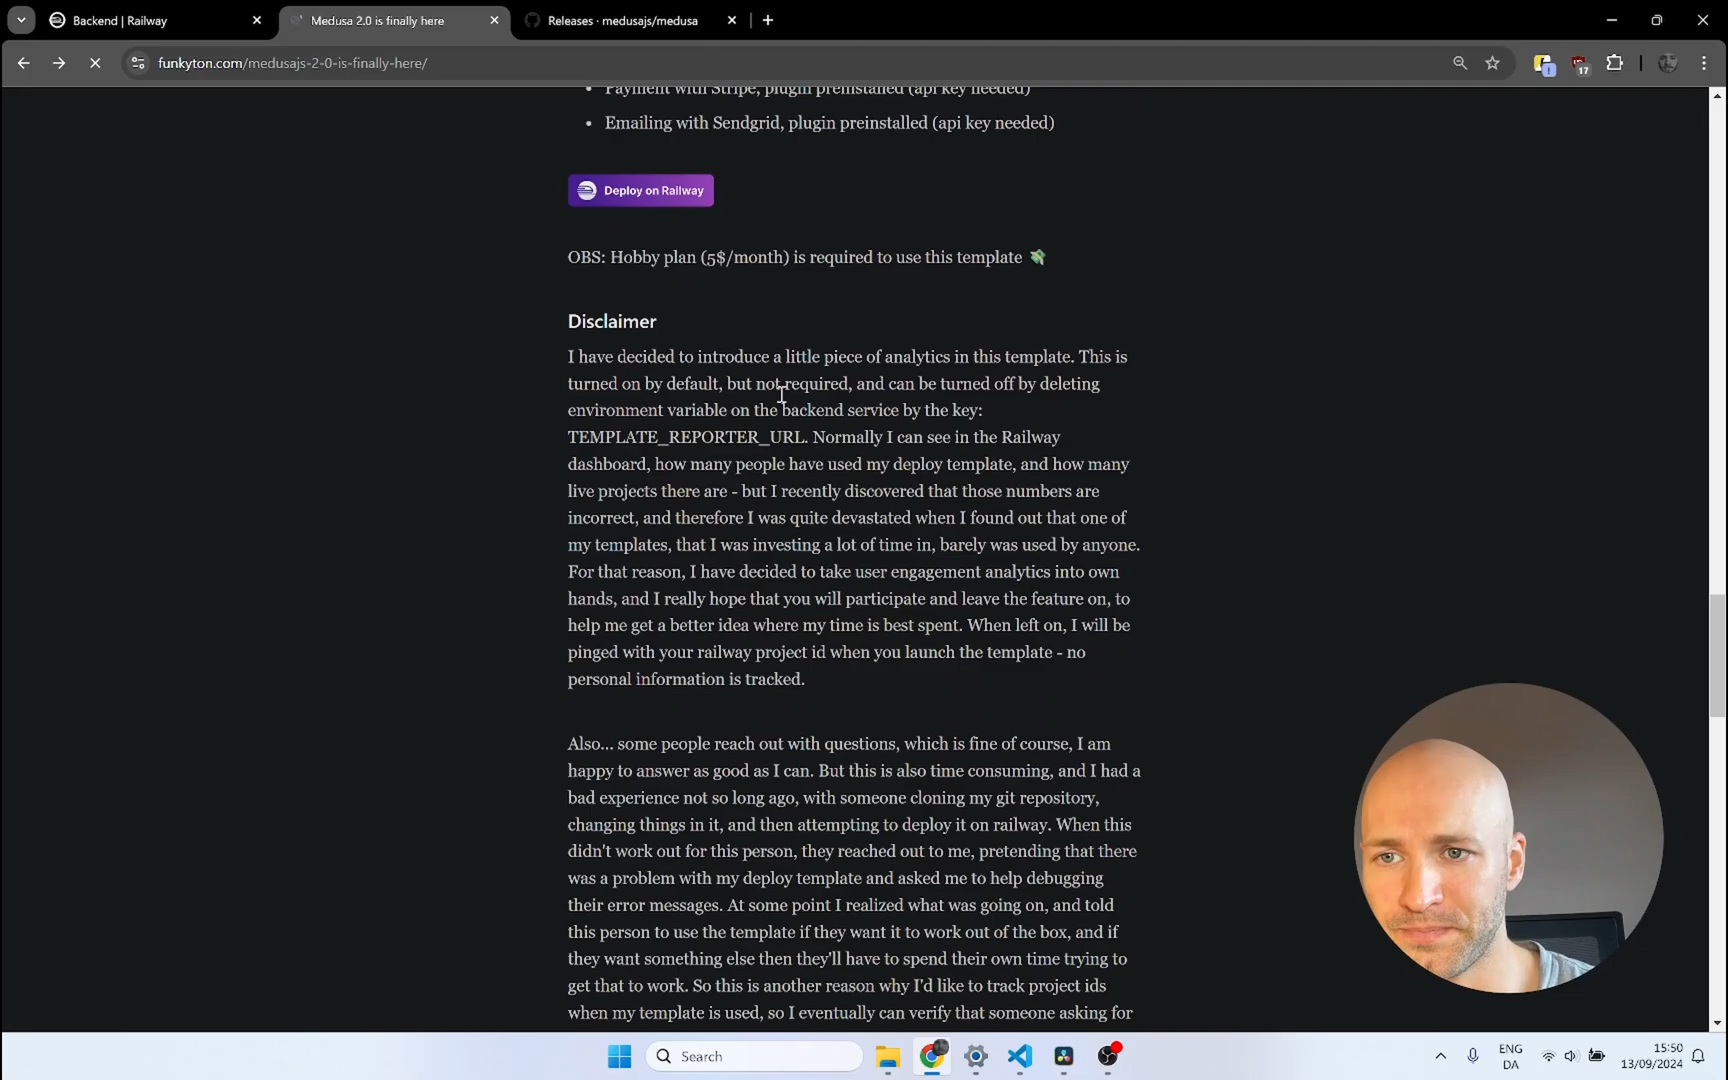 Backend | Railway
Medusa 2.0 is finally here
Releases · medusajs/medusa
funkyton.com/medusajs-2-0-is-finally-here/
17
Payment with Stripe, plugin preinstalled (api key needed)
Emailing with Sendgrid, plugin preinstalled (api key needed)
Deploy on Railway
OBS: Hobby plan (5$/month) is required to use this template
Disclaimer
I have decided to introduce a little piece of analytics in this template. This is
turned on by default, but not required, and can be turned off by deleting
environment variable on the backend service by the key:
TEMPLATE_REPORTER_URL. Normally I can see in the Railway
dashboard, how many people have used my deploy template, and how many
live projects there are - but I recently discovered that those numbers are
incorrect, and therefore I was quite devastated when I found out that one of
my templates, that I was investing a lot of time in, barely was used by anyone.
For that reason, I have decided to take user engagement analytics into own
hands, and I really hope that you will participate and leave the feature on, to
help me get a better idea where my time is best spent. When left on, I will be
pinged with your railway project id when you launch the template - no
personal information is tracked.
Also... some people reach out with questions, which is fine of course, I am
happy to answer as good as I can. But this is also time consuming, and I had a
bad experience not so long ago, with someone cloning my git repository,
changing things in it, and then attempting to deploy it on railway. When this
didn't work out for this person, they reached out to me, pretending that there
was a problem with my deploy template and asked me to help debugging
their error messages. At some point I realized what was going on, and told
this person to use the template if they want it to work out of the box, and if
they want something else then they'll have to spend their own time trying to
get that to work. So this is another reason why I'd like to track project ids
when my template is used, so I eventually can verify that someone asking for
Search
ENG
DA
15:50
13/09/2024